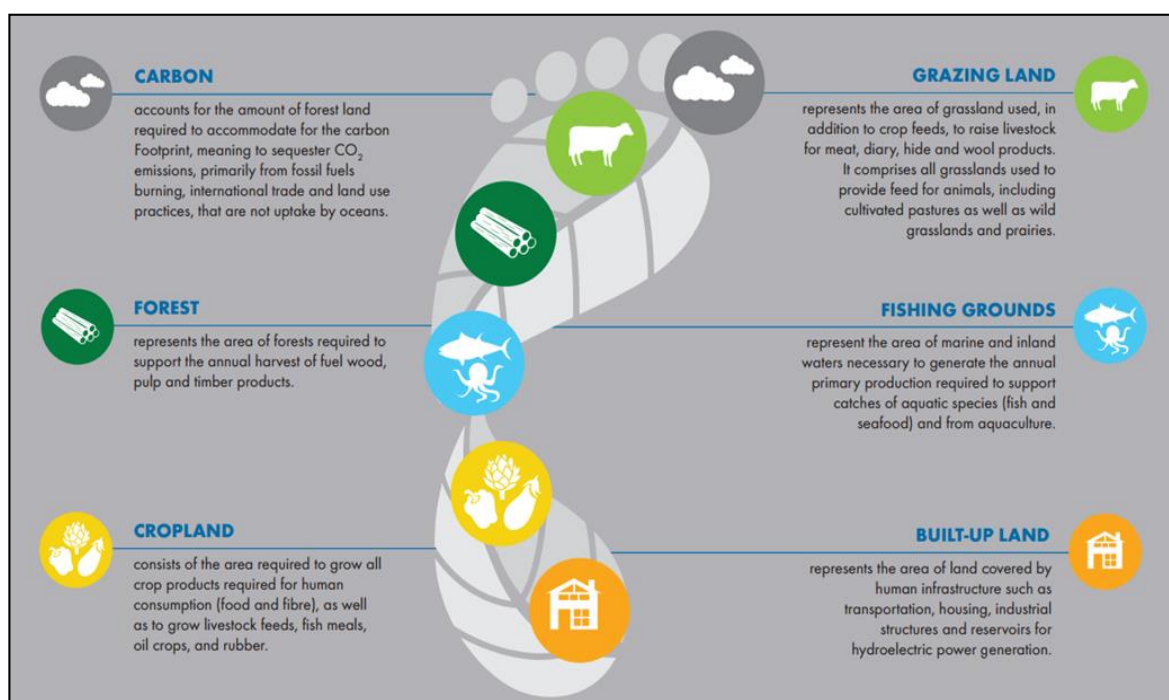 CARBON
accounts for the amount of forest land
required to accommodate for the carbon
Footprint, meaning to sequester CO₂
emissions, primarily from fossil fuels
burning, international trade and land use
practices, that are not uptake by oceans.
GRAZING LAND
represents the area of grassland used, in
addition to crop feeds, to raise livestock
for meat, diary, hide and wool products.
It comprises all grasslands used to
provide feed for animals, including
cultivated pastures as well as wild
grasslands and prairies.
FOREST
represents the area of forests required to
support the annual harvest of fuel wood,
pulp and timber products.
FISHING GROUNDS
represent the area of marine and inland
waters necessary to generate the annual
primary production required to support
catches of aquatic species (fish and
seafood) and from aquaculture.
CROPLAND
consists of the area required to grow all
crop products required for human
consumption (food and fibre), as well
as to grow livestock feeds, fish meals,
oil crops, and rubber.
BUILT-UP LAND
represents the area of land covered by
human infrastructure such as
transportation, housing, industrial
structures and reservoirs for
hydroelectric power generation.